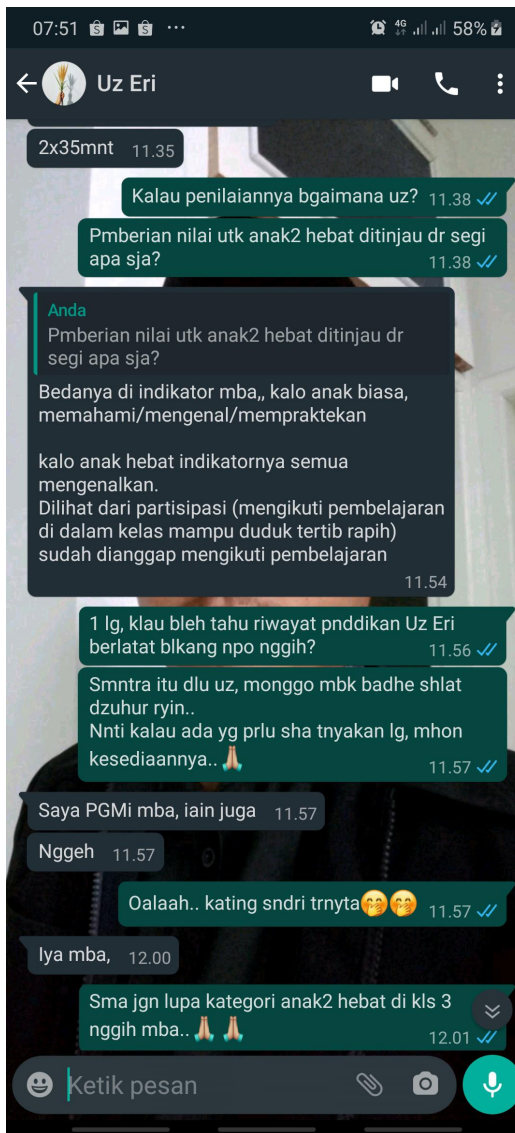 07:51
4G 58%
Uz Eri
2x35mnt 11.35
Kalau penilaiannya bgaimana uz? 11.38
Pmberian nilai utk anak2 hebat ditinjau dr segi
apa sja? 11.38
Anda
Pmberian nilai utk anak2 hebat ditinjau dr
segi apa sja?
Bedanya di indikator mba,, kalo anak biasa,
memahami/mengenal/mempraktekan
kalo anak hebat indikatornya semua
mengenalkan.
Dilihat dari partisipasi (mengikuti pembelajaran
di dalam kelas mampu duduk tertib rapih)
sudah dianggap mengikuti pembelajaran
11.54
1 lg, klau bleh tahu riwayat pnddikan Uz Eri
berlatat blkang npo nggih? 11.56
Smntra itu dlu uz, monggo mbk badhe shlat
dzuhur ryin..
Nnti kalau ada yg prlu sha tnyakan lg, mhon
kesediaannya.. 🙏 11.57
Saya PGMi mba, iain juga 11.57
Nggeh 11.57
Oalaah.. kating sndri trnyta🤭🤭 11.57
Iya mba, 12.00
Sma jgn lupa kategori anak2 hebat di kls 3
nggih mba.. 🙏 🙏 12.01
Ketik pesan